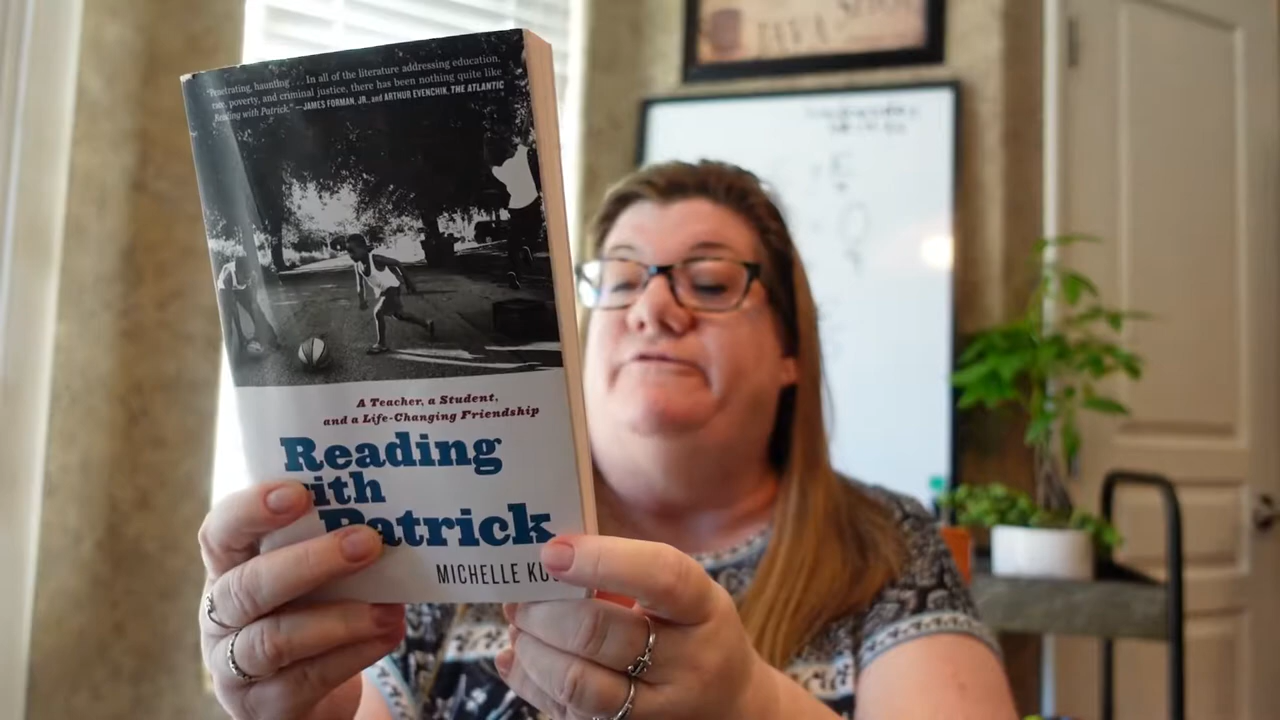 "Penetrating, haunting . . . In all of the literature addressing education,
race, poverty, and criminal justice, there has been nothing quite like
Reading with Patrick." —JAMES FORMAN, JR., and ARTHUR EVENCHIK, THE ATLANTIC
A Teacher, a Student,
and a Life-Changing Friendship
Reading
with
Patrick
MICHELLE